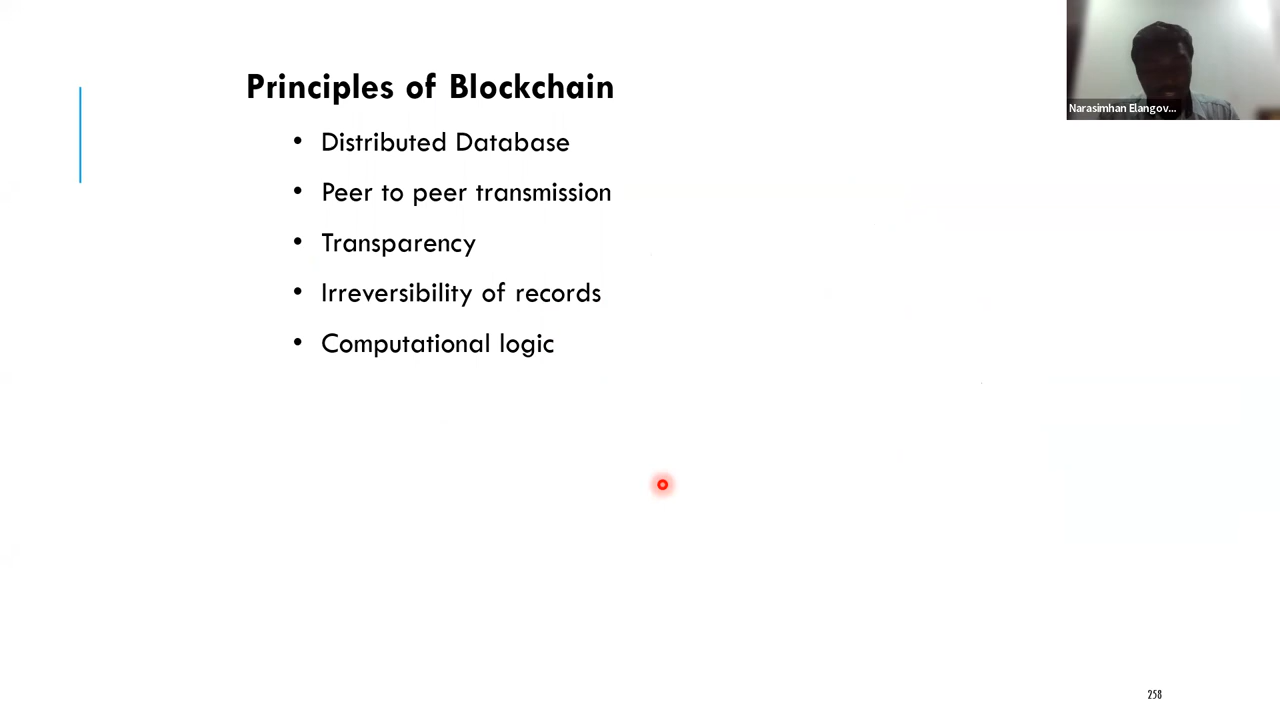 Principles of Blockchain
• Distributed Database
• Peer to peer transmission
• Transparency
• Irreversibility of records
• Computational logic
Narasimhan Elangov...
258